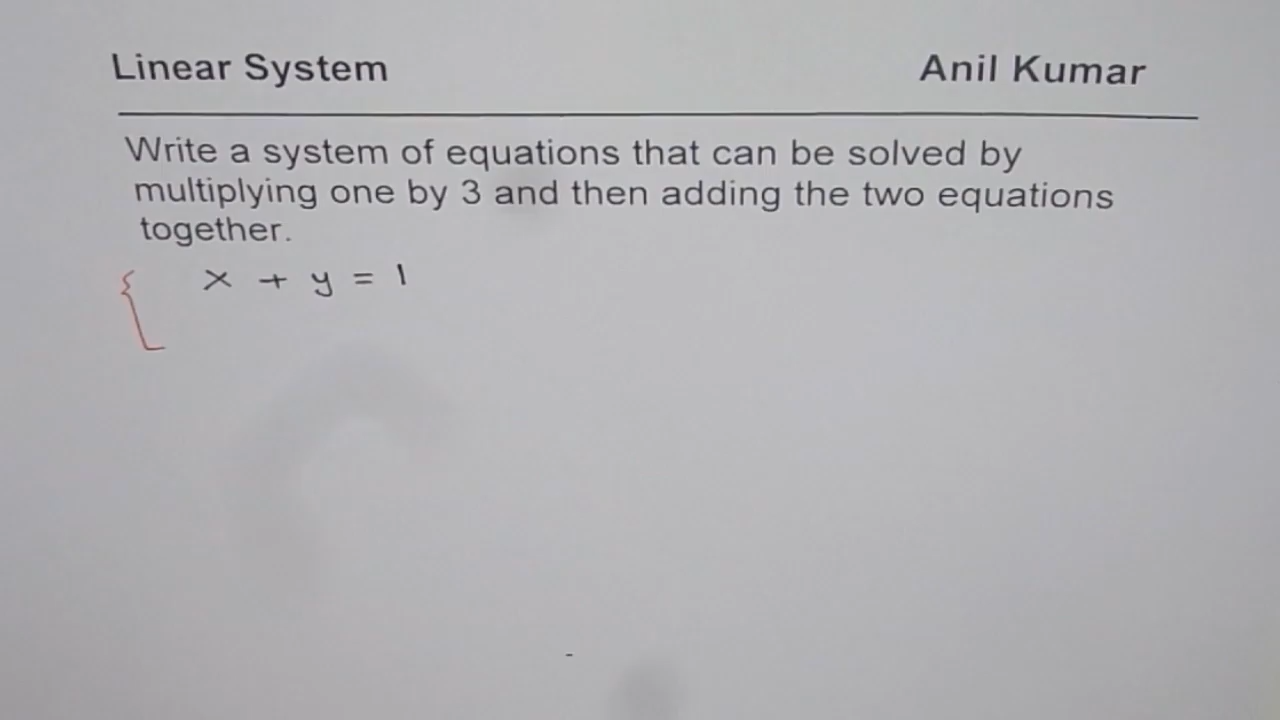 Linear System Anil Kumar
Write a system of equations that can be solved by
multiplying one by 3 and then adding the two equations
together.
x + y = 1